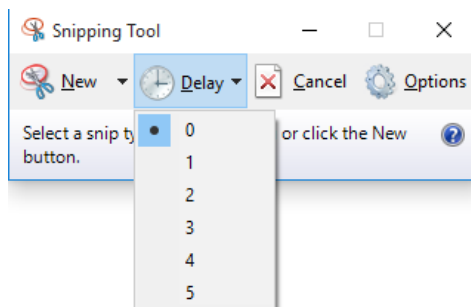 Snipping Tool
New Delay Cancel Options
Select a snip ty or click the New
button.
0
1
2
3
4
5